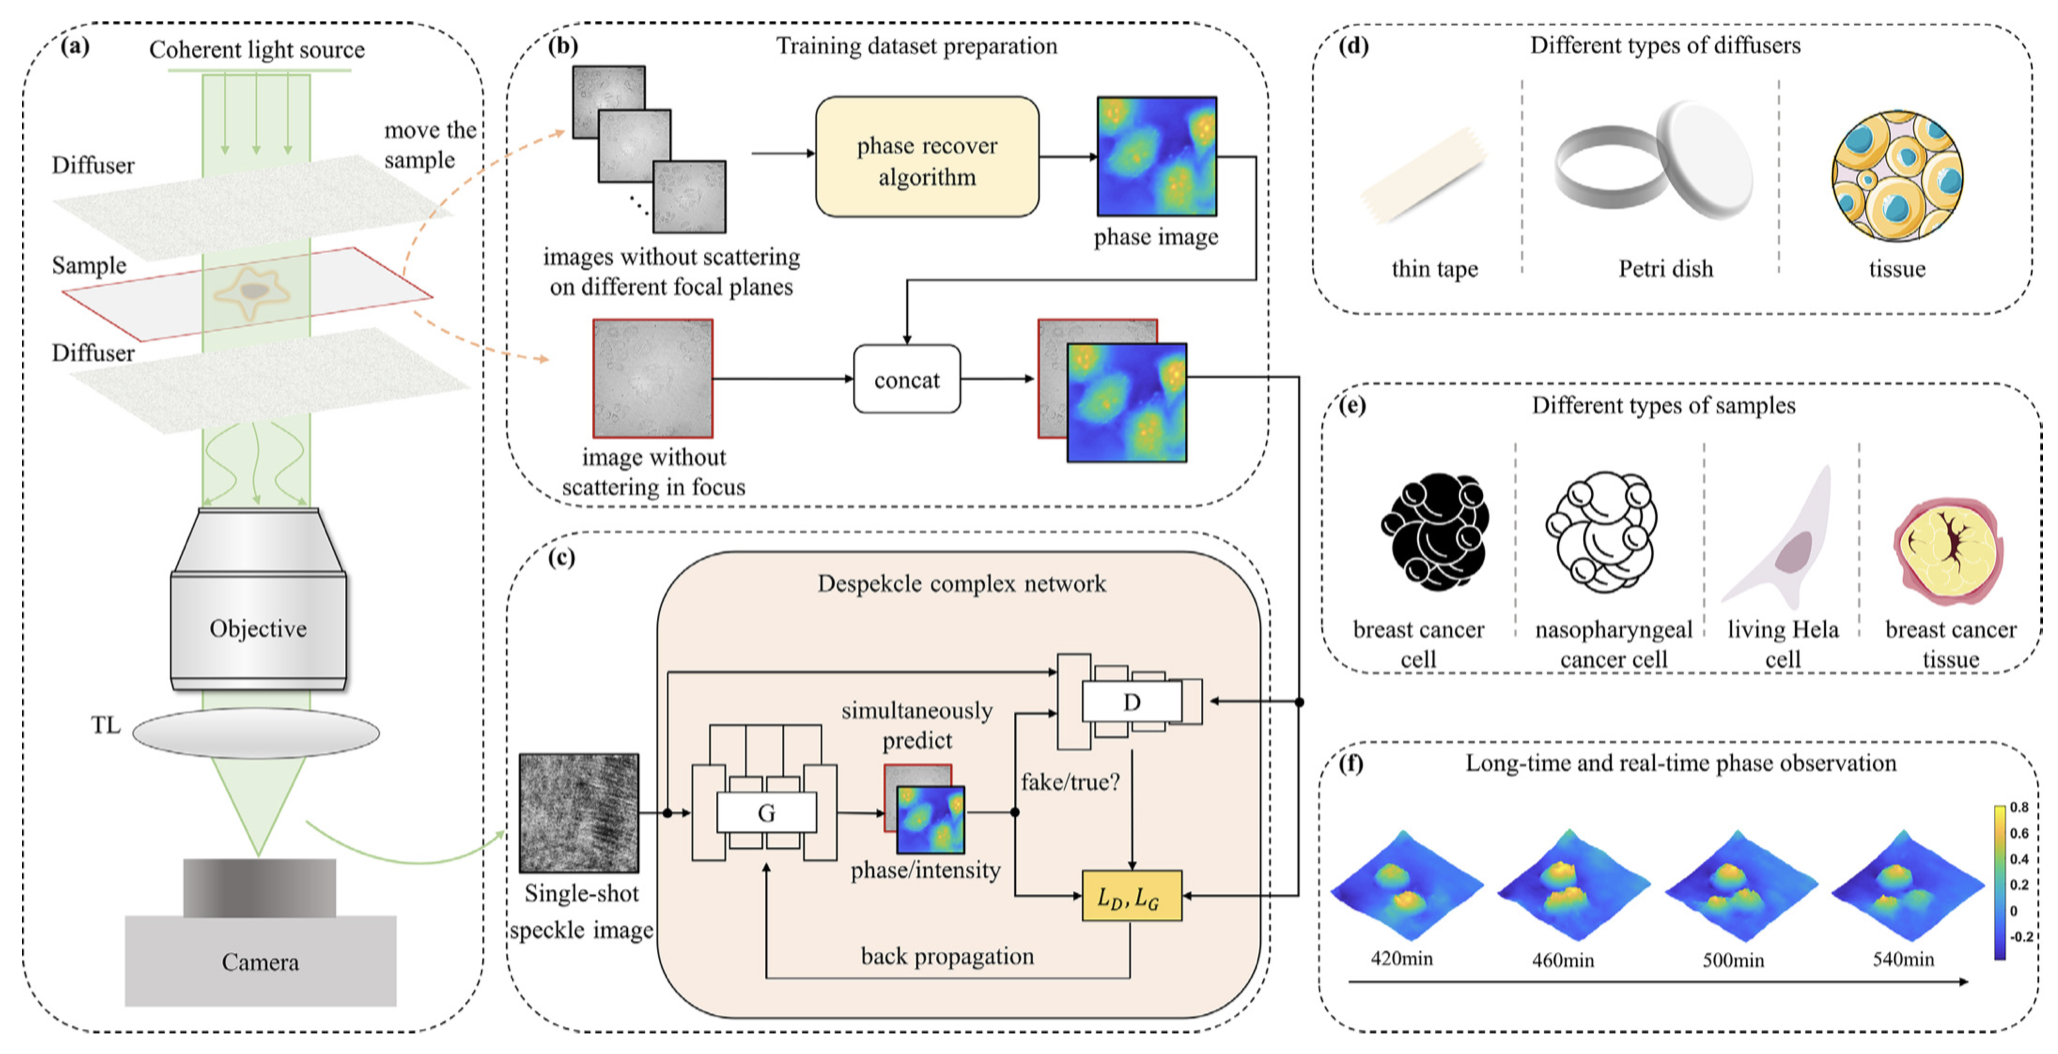 (a)
Coherent light source
move the
sample
Diffuser
Sample
Diffuser
Objective
TL
Camera
(b)
Training dataset preparation
phase recover
algorithm
phase image
images without scattering
on different focal planes
concat
image without
scattering in focus
(c)
Despekcle complex network
simultaneously
predict
D
G
fake/true?
phase/intensity
Single-shot
speckle image
L_D, L_G
back propagation
(d)
Different types of diffusers
thin tape
Petri dish
tissue
(e)
Different types of samples
breast cancer
cell
nasopharyngeal
cancer cell
living Hela
cell
breast cancer
tissue
(f)
Long-time and real-time phase observation
0.8
0.6
0.4
0.2
0
-0.2
420min
460min
500min
540min